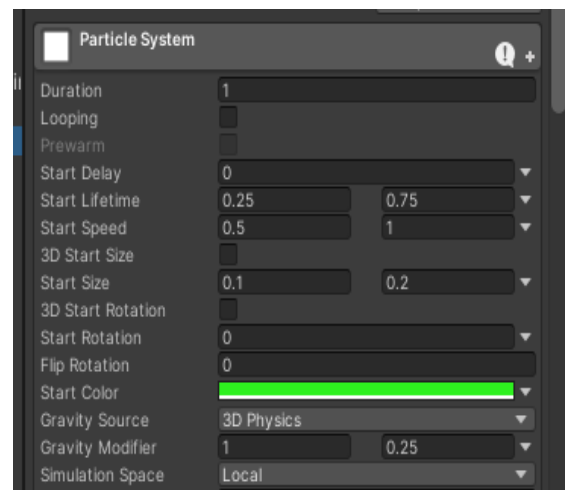 Particle System
Duration 1
Looping
Prewarm
Start Delay 0
Start Lifetime 0.25 0.75
Start Speed 0.5 1
3D Start Size
Start Size 0.1 0.2
3D Start Rotation
Start Rotation 0
Flip Rotation 0
Start Color
Gravity Source 3D Physics
Gravity Modifier 1 0.25
Simulation Space Local